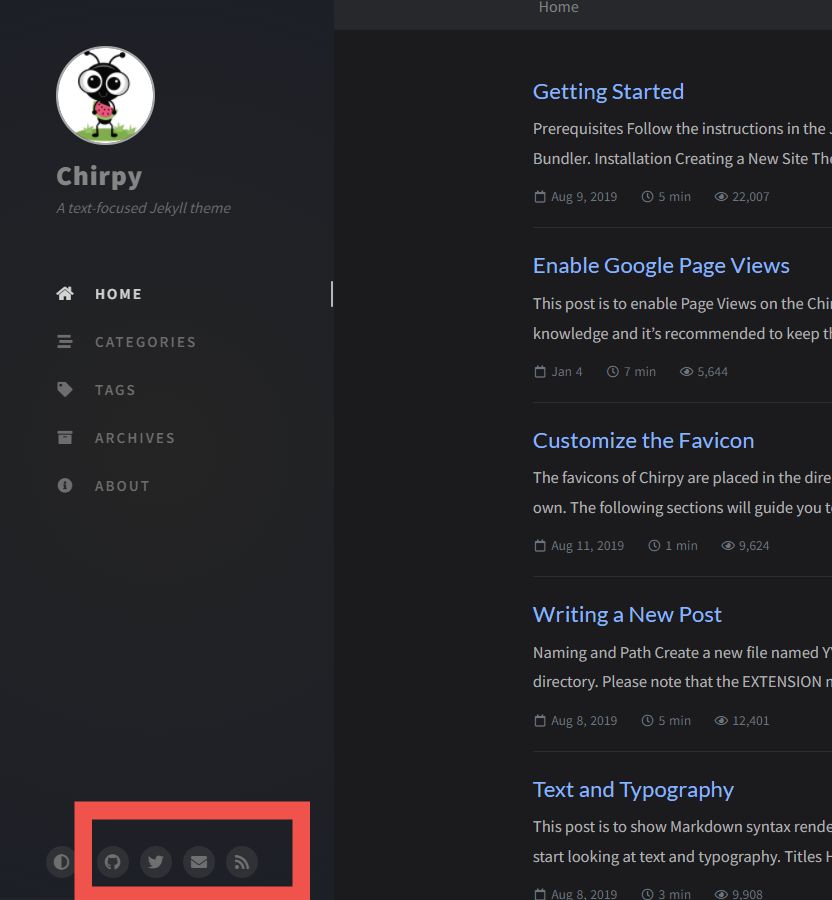 Home
Chirpy
A text-focused Jekyll theme
HOME
CATEGORIES
TAGS
ARCHIVES
ABOUT
Getting Started
Prerequisites Follow the instructions in the
Bundler. Installation Creating a New Site
Aug 9, 2019 5 min 22,007
Enable Google Page Views
This post is to enable Page Views on the
knowledge and it’s recommended to keep
Jan 4 7 min 5,644
Customize the Favicon
The favicons of Chirpy are placed in the
own. The following sections will guide you
Aug 11, 2019 1 min 9,624
Writing a New Post
Naming and Path Create a new file named
directory. Please note that the EXTENSION
Aug 8, 2019 5 min 12,401
Text and Typography
This post is to show Markdown syntax
start looking at text and typography. Titles
Aug 8, 2019 3 min 9,908